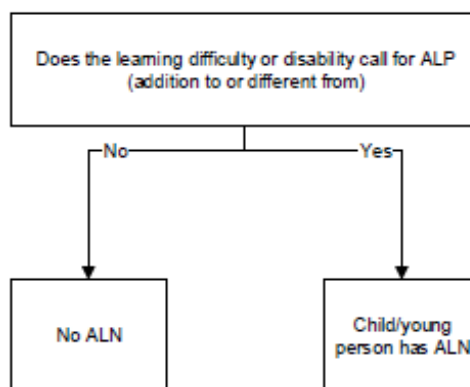 Does the learning difficulty or disability call for ALP
(addition to or different from)
No
Yes
No ALN
Child/young
person has ALN